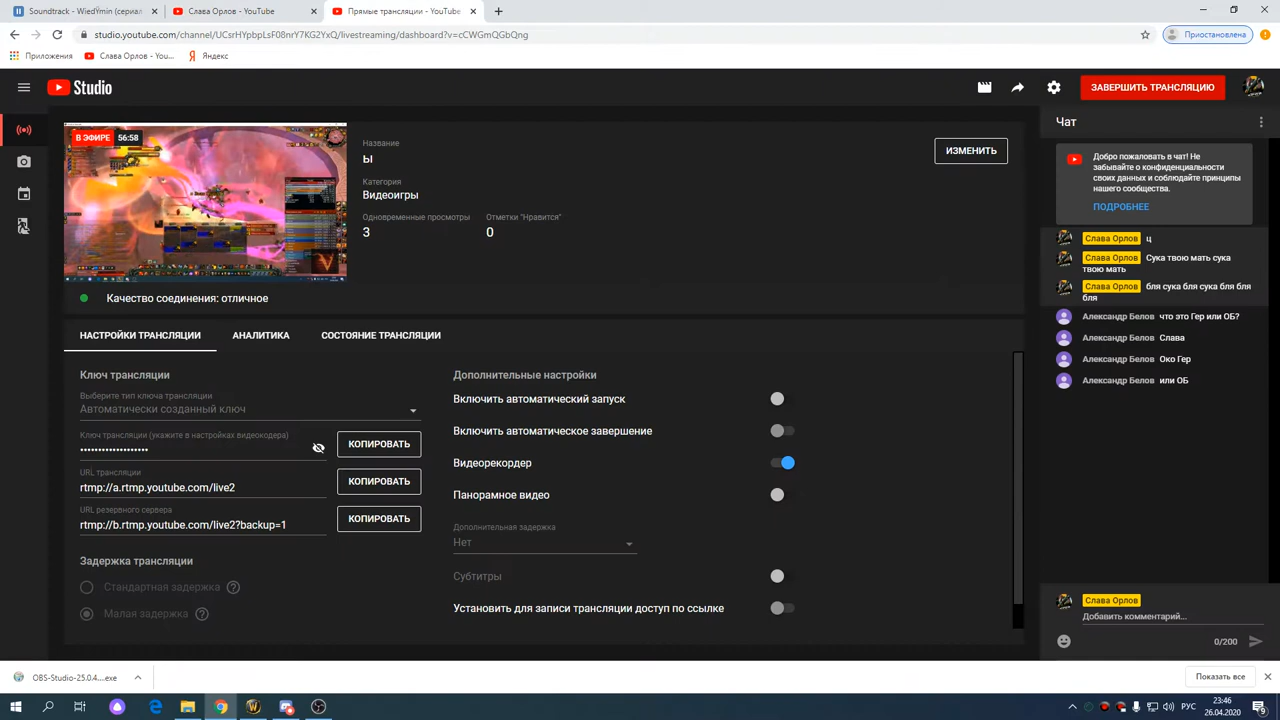 Soundtrack - Wiedźmin (сериал
Слава Орлов - YouTube
Прямые трансляции - YouTube
studio.youtube.com/channel/UCsrHYpbpLsF08nrY7KG2YxQ/livestreaming/dashboard?v=cCWGmQGbQng
Приостановлена
Приложения
Слава Орлов - You...
Яндекс
Studio
ЗАВЕРШИТЬ ТРАНСЛЯЦИЮ
В ЭФИРЕ 56:58
Название
ы
ИЗМЕНИТЬ
Категория
Видеоигры
Одновременные просмотры
3
Отметки "Нравится"
0
Качество соединения: отличное
НАСТРОЙКИ ТРАНСЛЯЦИИ
АНАЛИТИКА
СОСТОЯНИЕ ТРАНСЛЯЦИИ
Ключ трансляции
Выберите тип ключа трансляции
Автоматически созданный ключ
Ключ трансляции (укажите в настройках видеокодера)
••••••••••••••••••••
КОПИРОВАТЬ
URL трансляции
rtmp://a.rtmp.youtube.com/live2
КОПИРОВАТЬ
URL резервного сервера
rtmp://b.rtmp.youtube.com/live2?backup=1
КОПИРОВАТЬ
Задержка трансляции
Стандартная задержка
Малая задержка
Дополнительные настройки
Включить автоматический запуск
Включить автоматическое завершение
Видеорекордер
Панорамное видео
Дополнительная задержка
Нет
Субтитры
Установить для записи трансляции доступ по ссылке
Чат
Добро пожаловать в чат! Не
забывайте о конфиденциальности
своих данных и соблюдайте принципы
нашего сообщества.
ПОДРОБНЕЕ
Слава Орлов ц
Слава Орлов Сука твою мать сука
твою мать
Слава Орлов бля сука бля сука бля бля
бля
Александр Белов что это Гер или ОБ?
Александр Белов Слава
Александр Белов Око Гер
Александр Белов или ОБ
Слава Орлов
Добавить комментарий...
0/200
OBS-Studio-25.0.4....exe
Показать все
РУС
23:46
26.04.2020